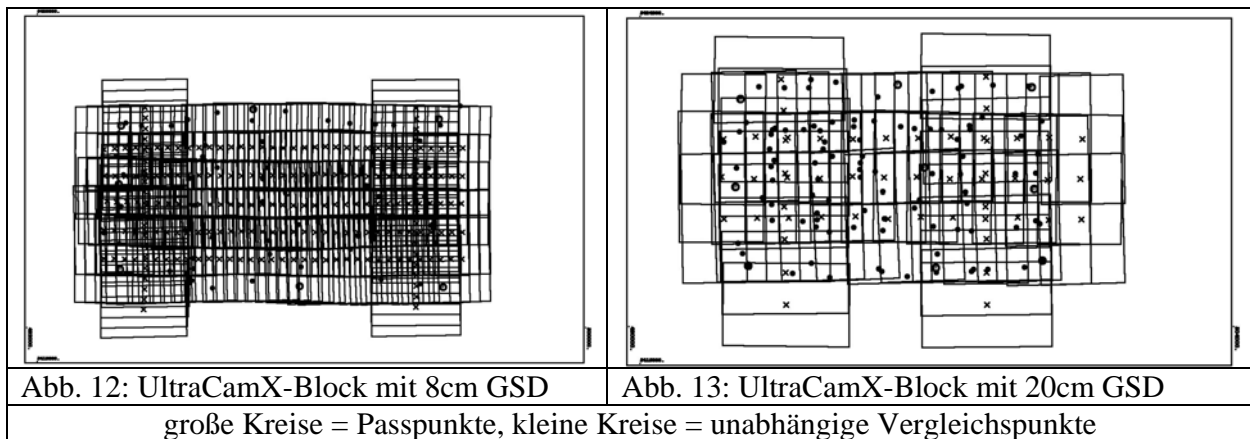 Abb. 12: UltraCamX-Block mit 8cm GSD
Abb. 13: UltraCamX-Block mit 20cm GSD
große Kreise = Passpunkte, kleine Kreise = unabhängige Vergleichspunkte